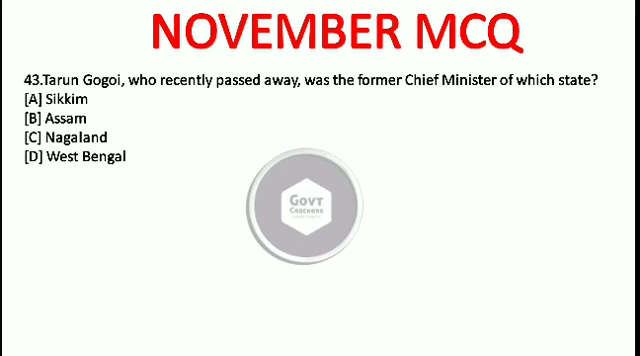 NOVEMBER MCQ
43.Tarun Gogoi, who recently passed away, was the former Chief Minister of which state?
[A] Sikkim
[B] Assam
[C] Nagaland
[D] West Bengal
GOVT
CRACKERS